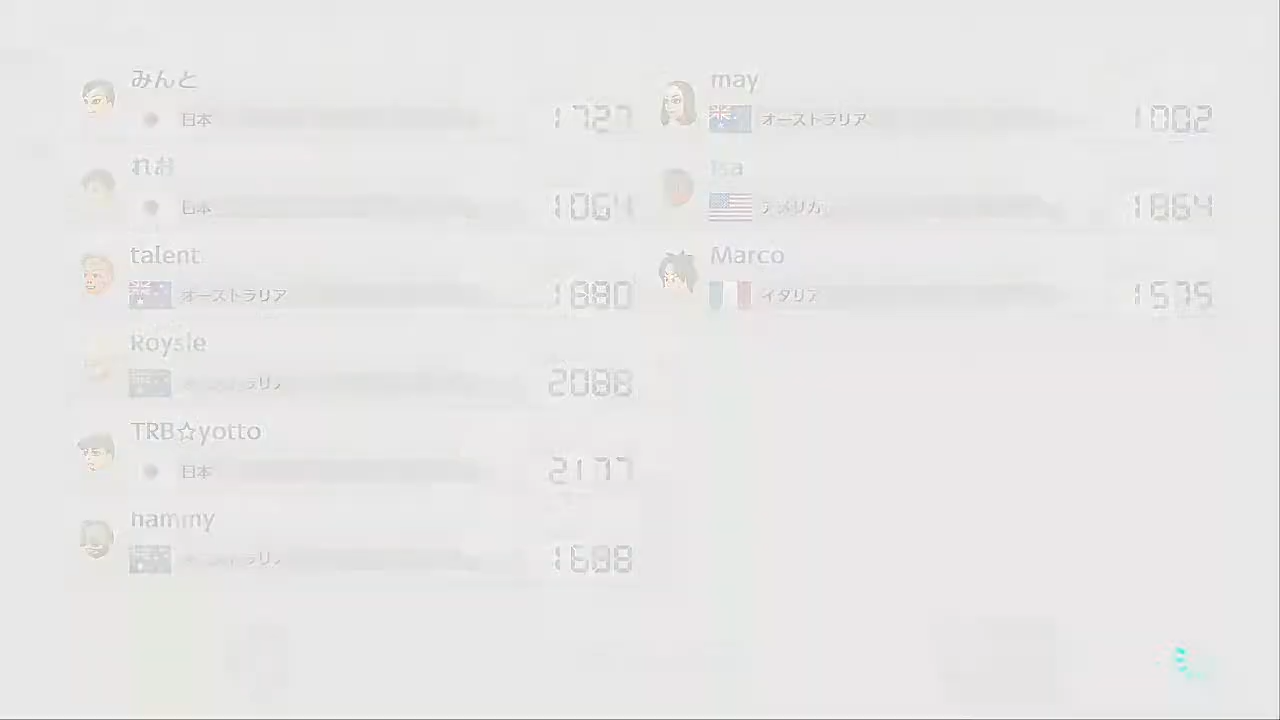 みんと
日本 1727
れお
日本 1064
talent
オーストラリア 1880
Roysle
2088
TRB☆yotto
日本 2177
hammy
1698
may
オーストラリア 1002
Isa
アメリカ 1864
Marco
イタリア 1535